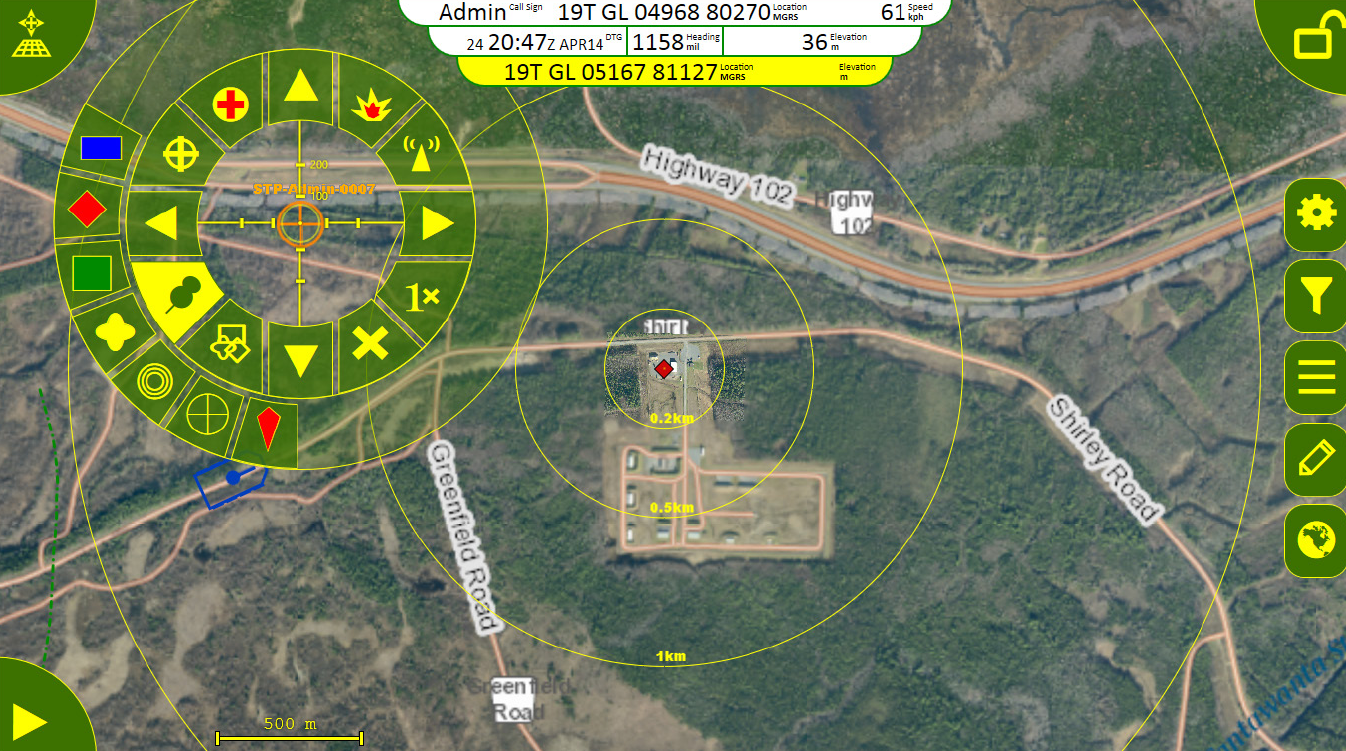 Admin Call Sign 19T GL 04968 80270 Location MGRS 61 Speed kph
24 20:47Z APR14 DTG 1158 Heading mil 36 Elevation m
19T GL 05167 81127 Location MGRS Elevation m
200
STP-Admin-0007
100
1×
Highway 102
Highway
102
0.2km
0.5km
1km
Greenfield Road
Shirley Road
Greenfield
Road
500 m